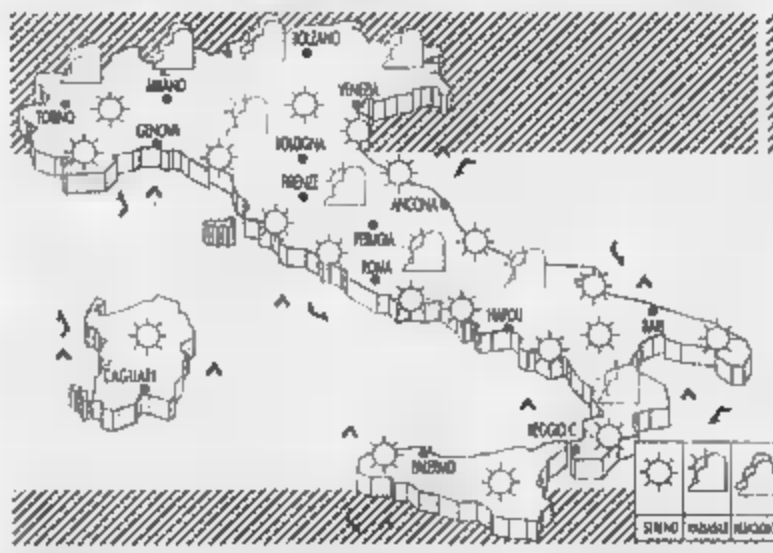 BOLZANO
MILANO
VENEZIA
TORINO
GENOVA
BOLOGNA
FIRENZE
ANCONA
PERUGIA
ROMA
NAPOLI
BARI
CAGLIARI
REGGIO C.
PALERMO
SERENO VARIABILE